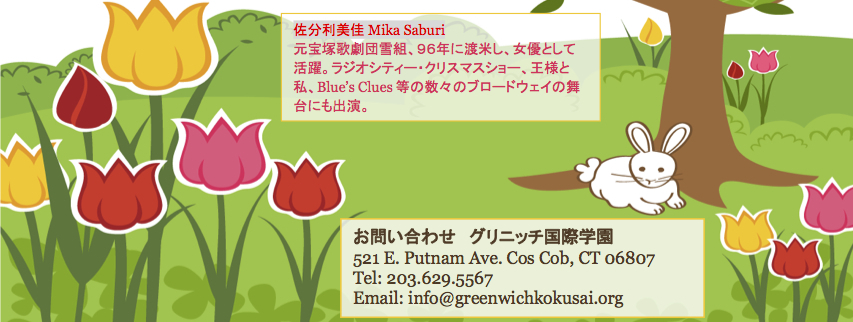 佐分利美佳 Mika Saburi
元宝塚歌劇団雪組、96年に渡米し、女優として
活躍。ラジオシティー・クリスマスショー、王様と
私、Blue's Clues 等の数々のブロードウェイの舞
台にも出演。
お問い合わせ　グリニッチ国際学園
521 E. Putnam Ave. Cos Cob, CT 06807
Tel: 203.629.5567
Email: info@greenwichkokusai.org